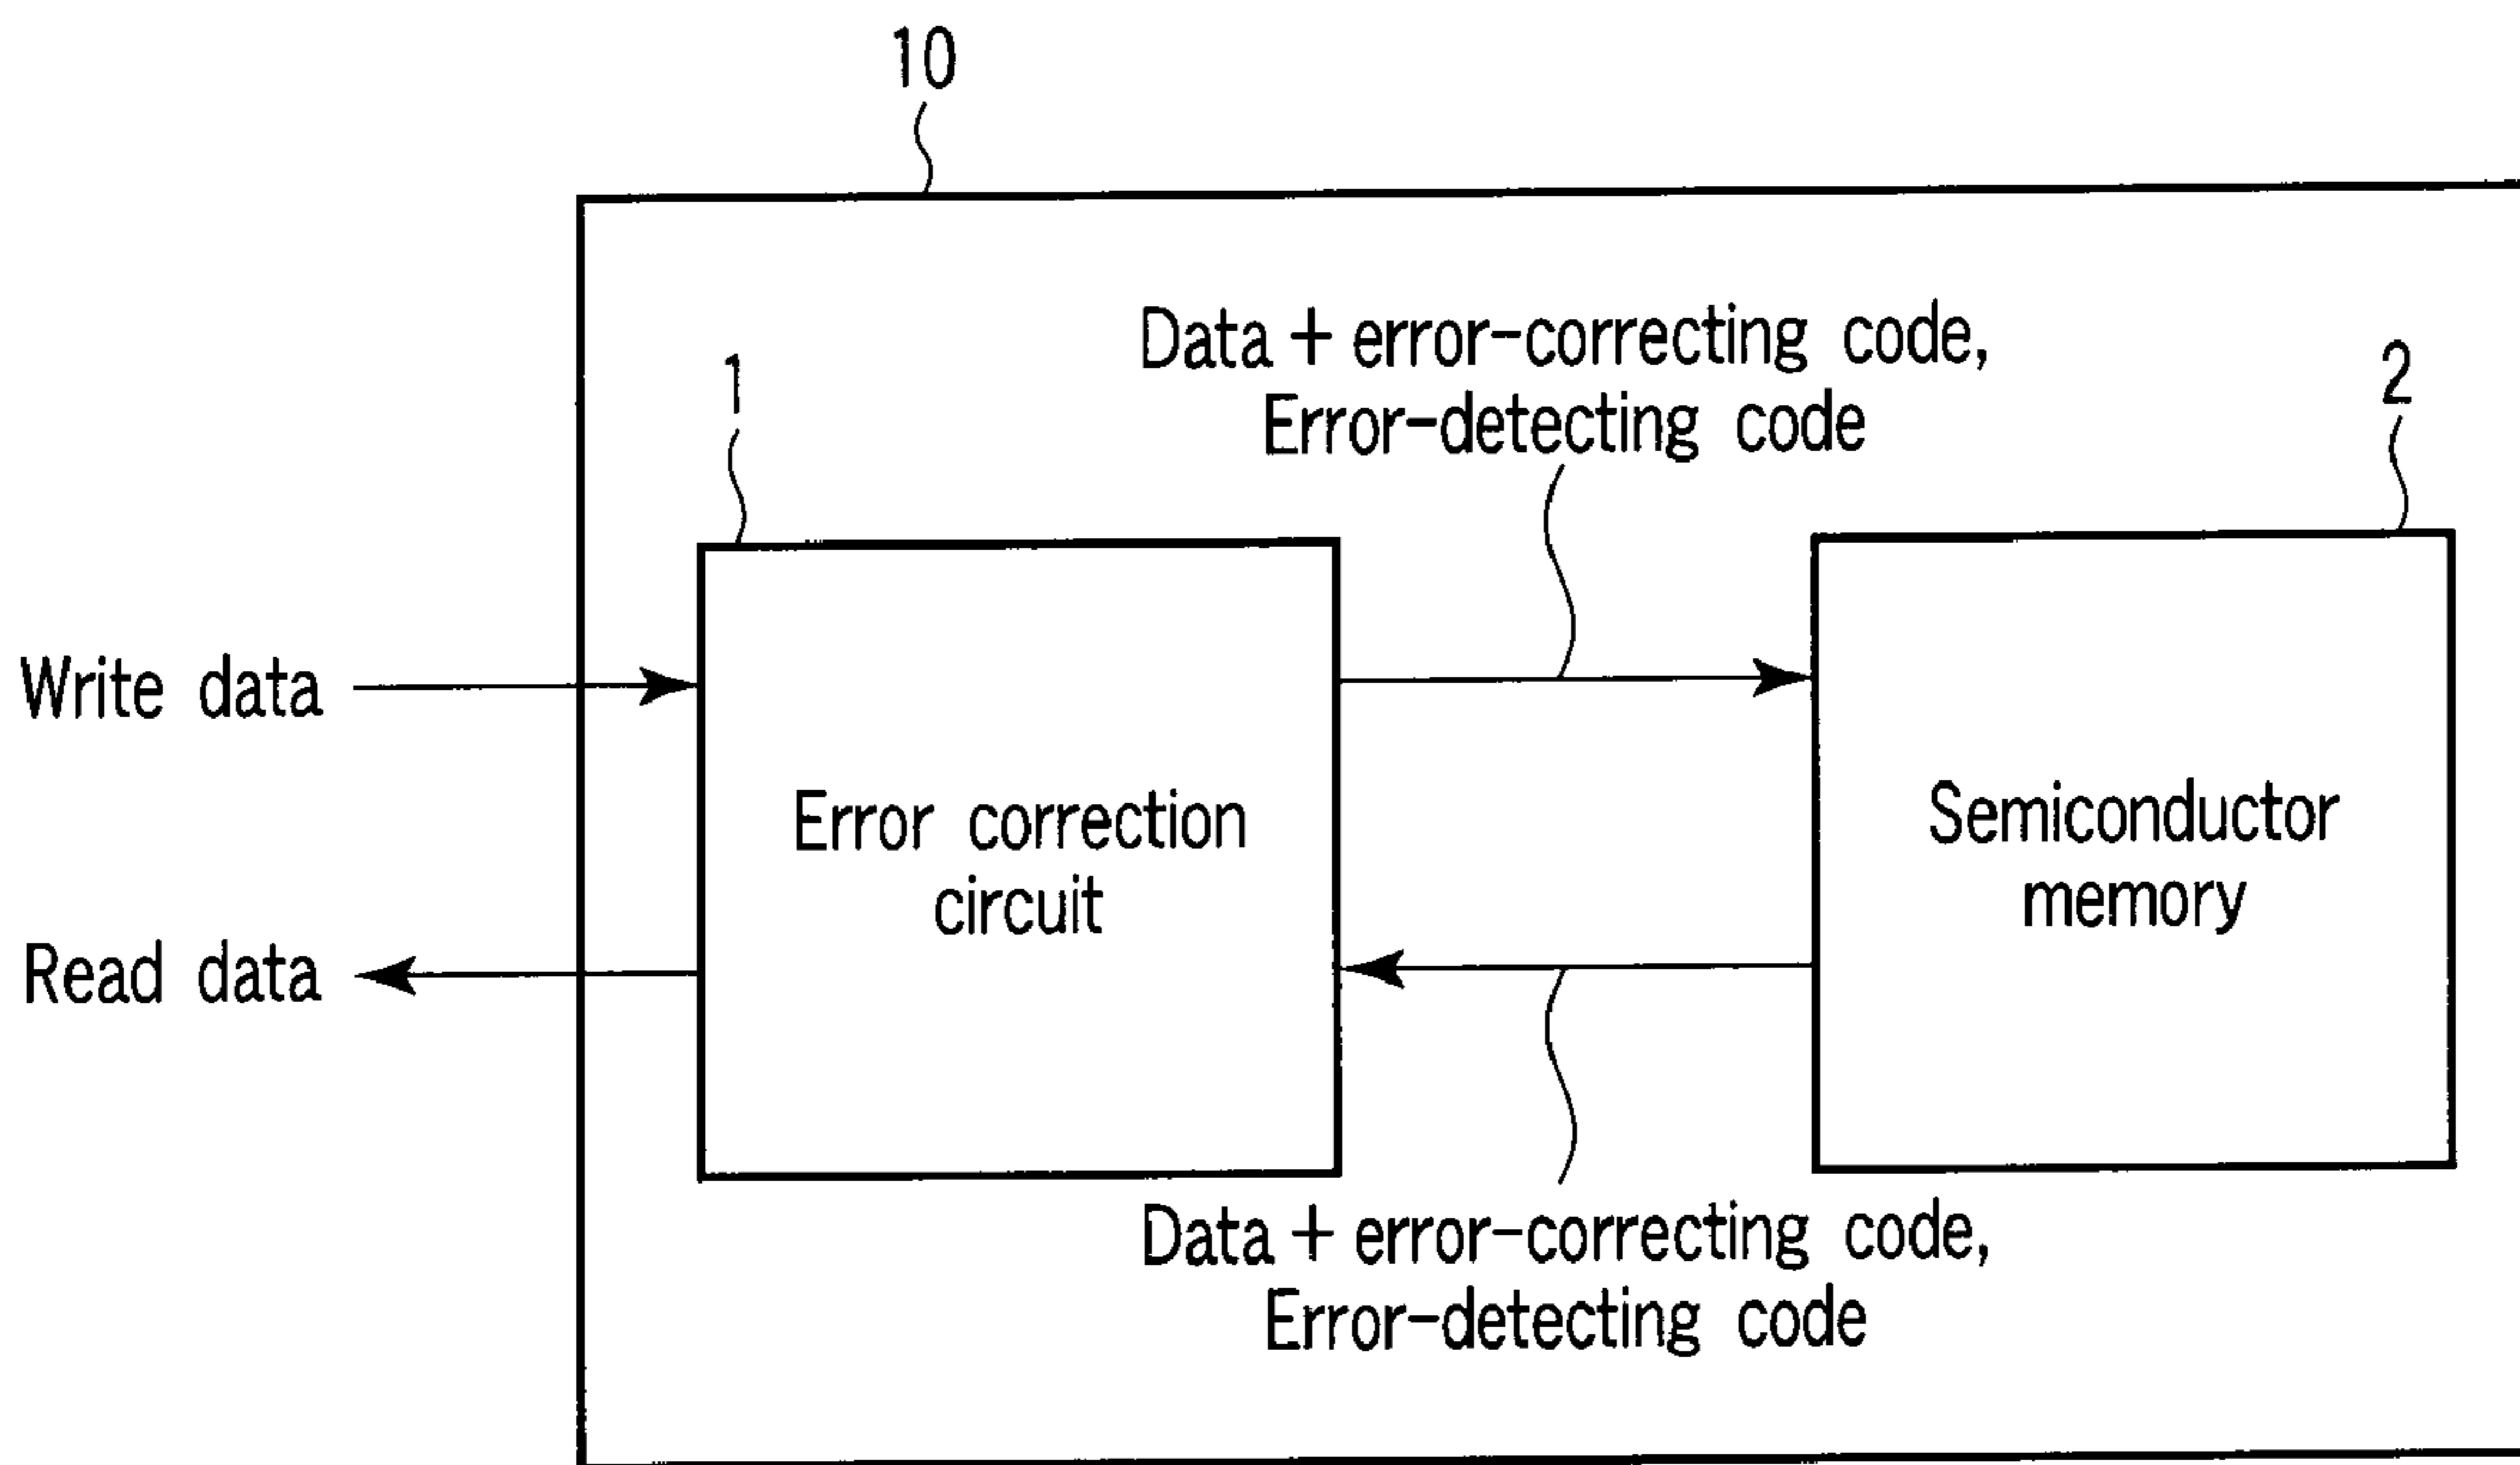 10
Data + error-correcting code,
Error-detecting code
1
2
Write data
Error correction
circuit
Semiconductor
memory
Read data
Data + error-correcting code,
Error-detecting code